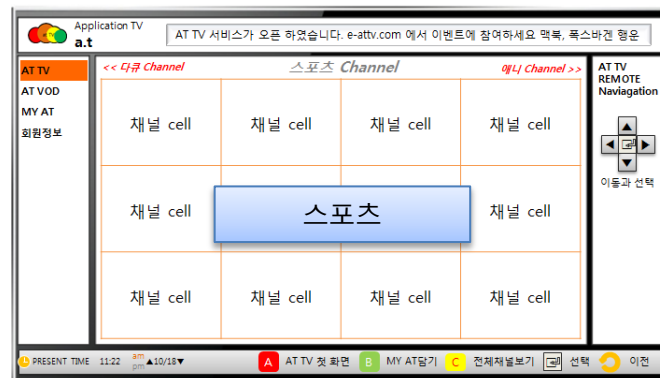 Application TV
a.t
AT TV 서비스가 오픈 하였습니다. e-attv.com 에서 이벤트에 참여하세요 맥북, 폭스바겐 행운
AT TV
AT VOD
MY AT
회원정보
<< 다큐 Channel
스포츠 Channel
애니 Channel >>
채널 cell 채널 cell 채널 cell 채널 cell
채널 cell 스포츠 채널 cell
채널 cell 채널 cell 채널 cell 채널 cell
AT TV
REMOTE
Naviagation
이동과 선택
PRESENT TIME 11:22 am pm ▲10/18▼ A AT TV 첫 화면 B MY AT담기 C 전체채널보기 선택 이전